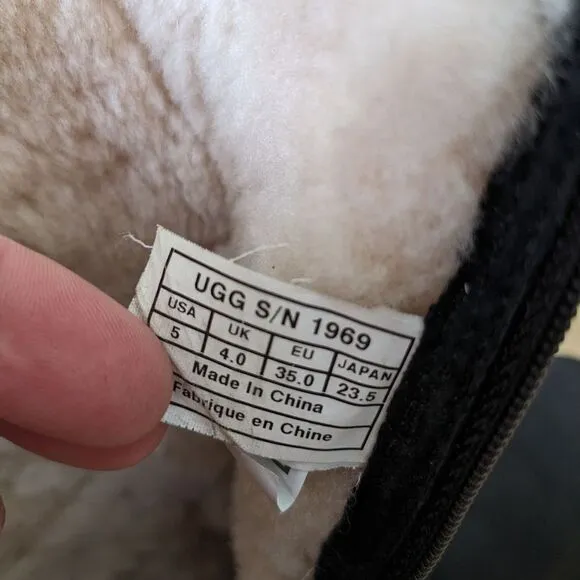 UGG S/N 1969
USA UK EU JAPAN
5 4.0 35.0 23.5
Made In China
Fabrique en Chine